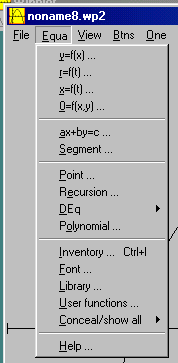 noname8.wp2
File Equa View Btns One
y=f(x) ...
r=f(t) ...
x=f(t) ...
0=f(x,y) ...
ax+by=c ...
Segment ...
Point ...
Recursion ...
DEq
Polynomial ...
Inventory ... Ctrl+I
Font ...
Library ...
User functions ...
Conceal/show all
Help ...